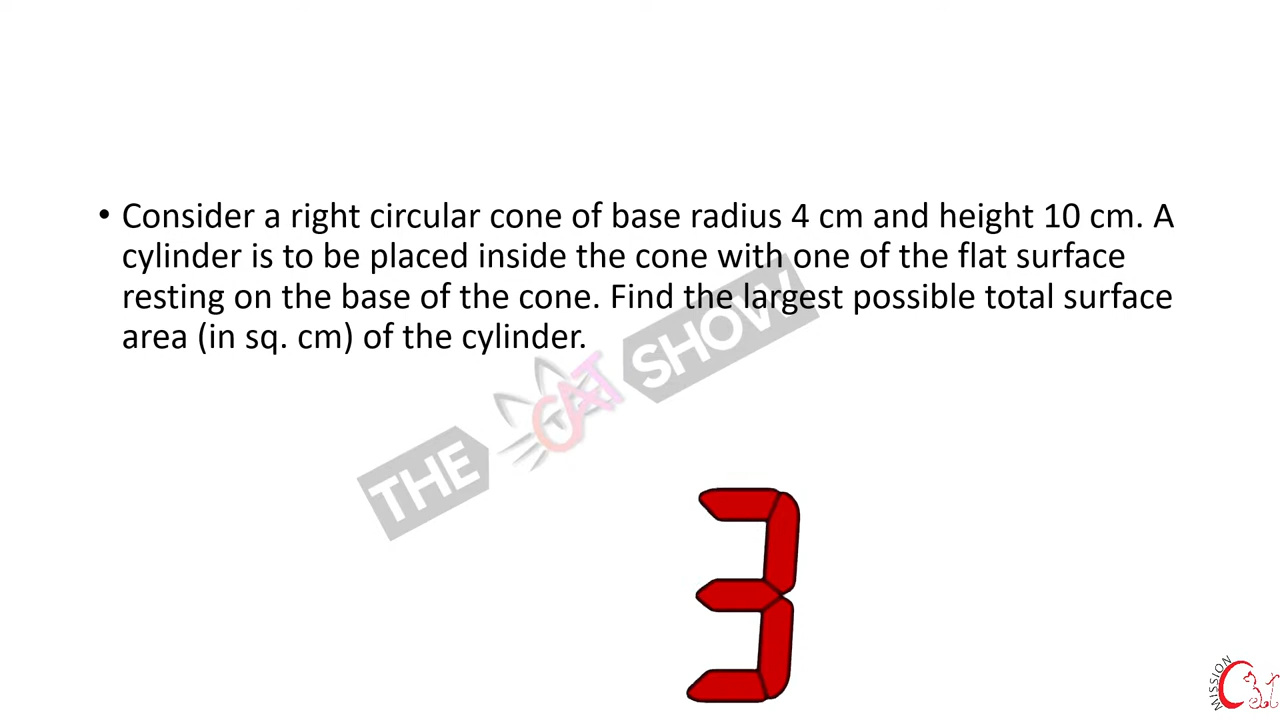 • Consider a right circular cone of base radius 4 cm and height 10 cm. A
cylinder is to be placed inside the cone with one of the flat surface
resting on the base of the cone. Find the largest possible total surface
area (in sq. cm) of the cylinder.
THE CAT SHOW
3
MISSION CAT